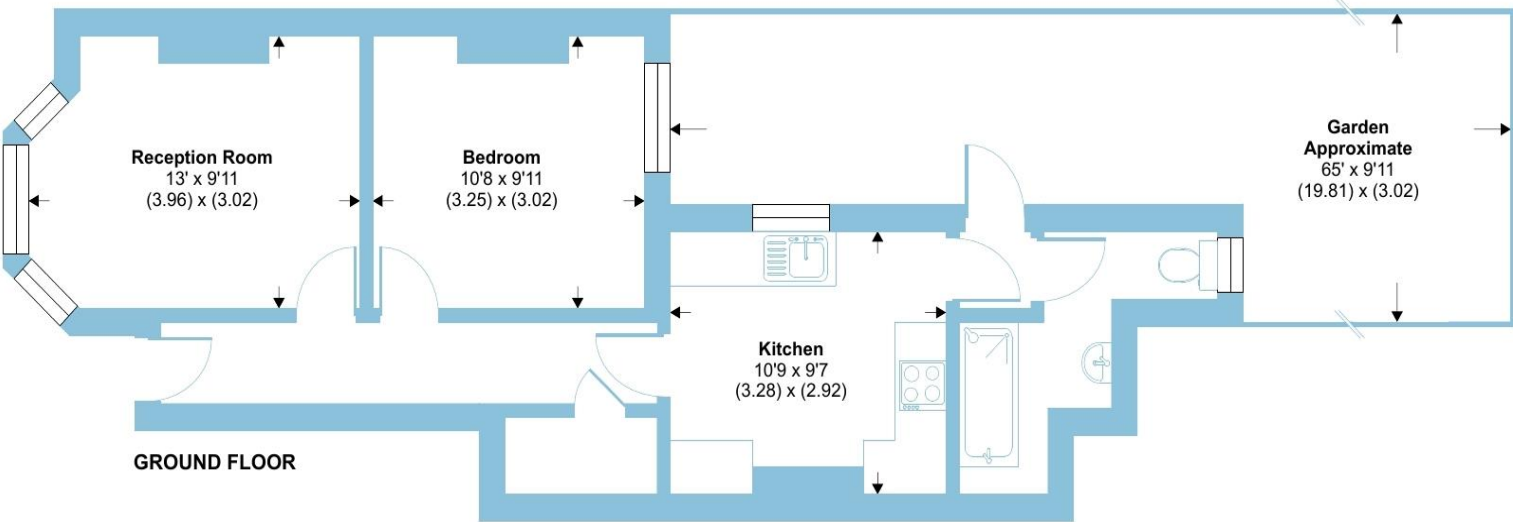 Reception Room
13' x 9'11
(3.96) x (3.02)
Bedroom
10'8 x 9'11
(3.25) x (3.02)
Garden
Approximate
65' x 9'11
(19.81) x (3.02)
Kitchen
10'9 x 9'7
(3.28) x (2.92)
GROUND FLOOR